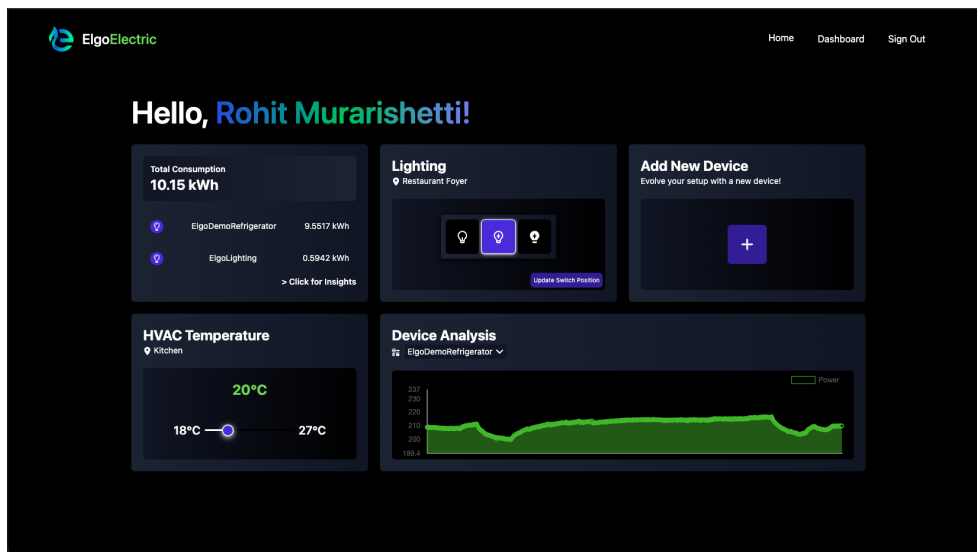 ElgoElectric
Home
Dashboard
Sign Out
Hello, Rohit Murarishetti!
Total Consumption
10.15 kWh
ElgoDemoRefrigerator 9.5517 kWh
ElgoLighting 0.5942 kWh
> Click for Insights
Lighting
Restaurant Foyer
Update Switch Position
Add New Device
Evolve your setup with a new device!
+
HVAC Temperature
Kitchen
20°C
18°C 27°C
Device Analysis
ElgoDemoRefrigerator
Power
237
230
220
210
200
189.4